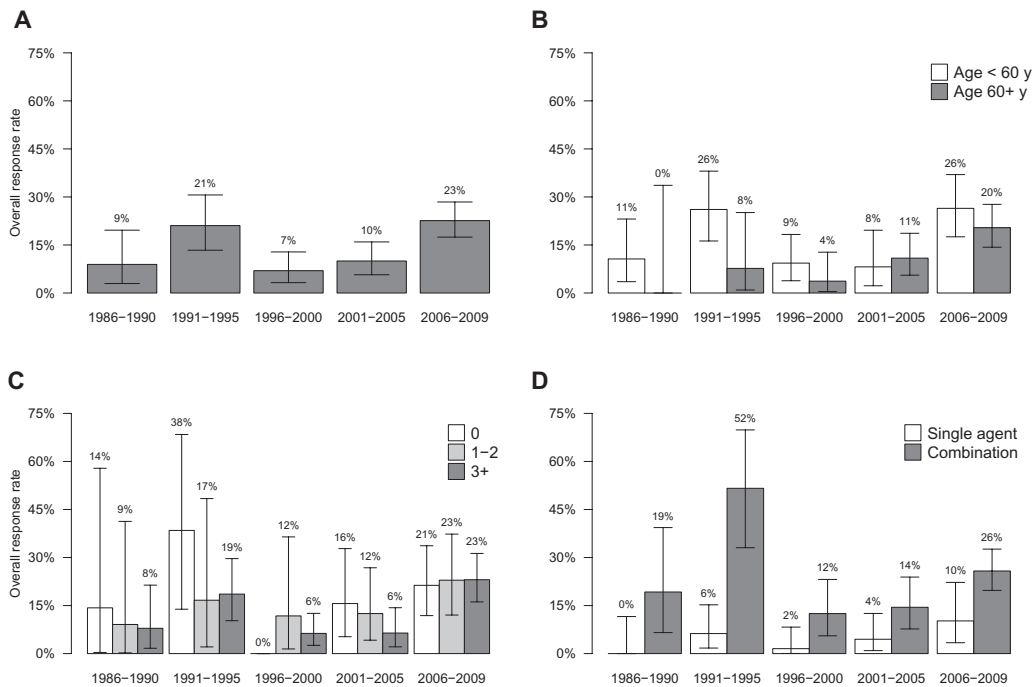 A
Overall response rate
75%
60%
45%
30%
15%
0%
9%
21%
7%
10%
23%
1986−1990 1991−1995 1996−2000 2001−2005 2006−2009
B
75%
60%
45%
30%
15%
0%
Age < 60 y
Age 60+ y
11% 0% 26% 8% 9% 4% 8% 11% 26% 20%
1986−1990 1991−1995 1996−2000 2001−2005 2006−2009
C
Overall response rate
75%
60%
45%
30%
15%
0%
0
1−2
3+
14% 9% 8% 38% 17% 19% 0% 12% 6% 16% 12% 6% 21% 23% 23%
1986−1990 1991−1995 1996−2000 2001−2005 2006−2009
D
75%
60%
45%
30%
15%
0%
Single agent
Combination
0% 19% 6% 52% 2% 12% 4% 14% 10% 26%
1986−1990 1991−1995 1996−2000 2001−2005 2006−2009